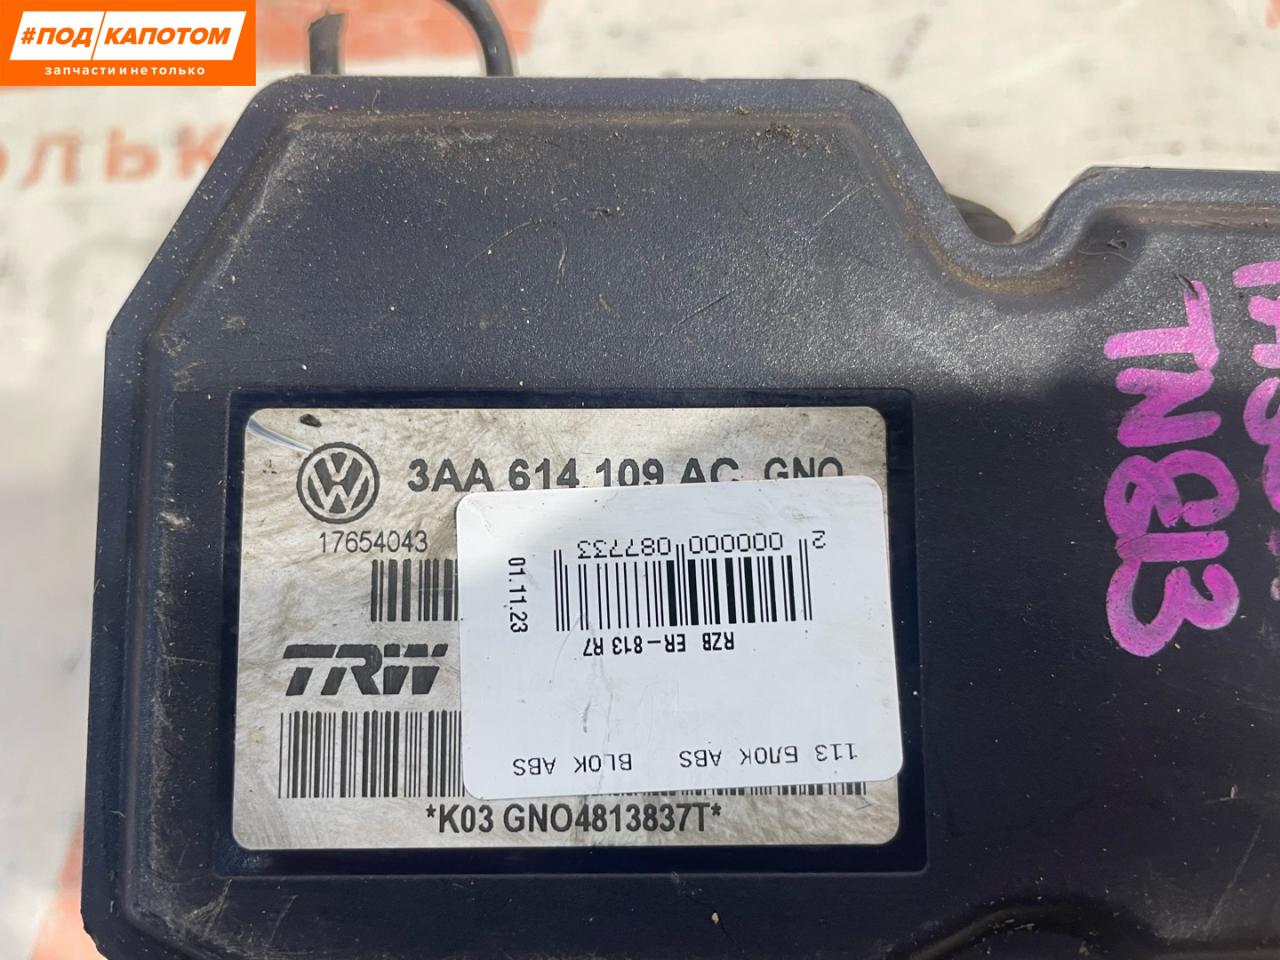 #ПОД/КАПОТОМ
запчасти и не только
ольк
TN813
3AA 614 109 AC GNO
17654043
TRW
*K03 GNO4813837T*
2 000000 087733
01.11.23
RZB ER-813 R7
113 БЛОК ABS BLOK ABS